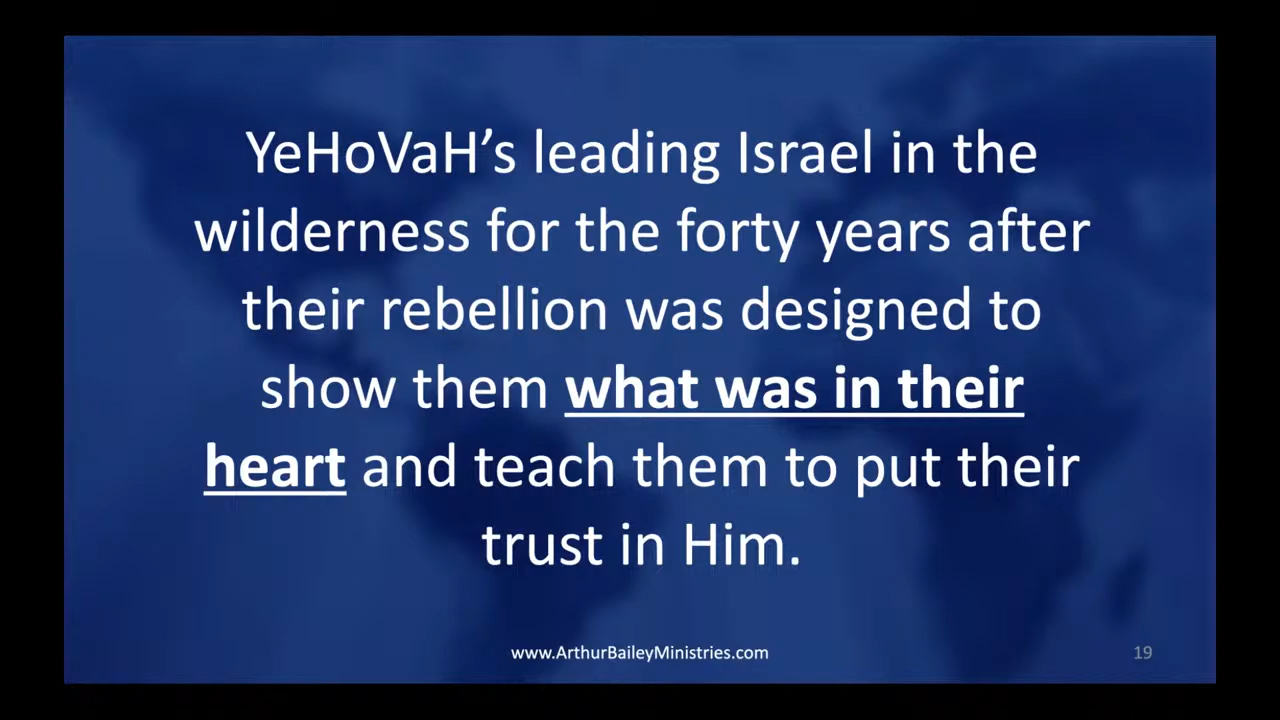 YeHoVaH’s leading Israel in the
wilderness for the forty years after
their rebellion was designed to
show them what was in their
heart and teach them to put their
trust in Him.
www.ArthurBaileyMinistries.com
19